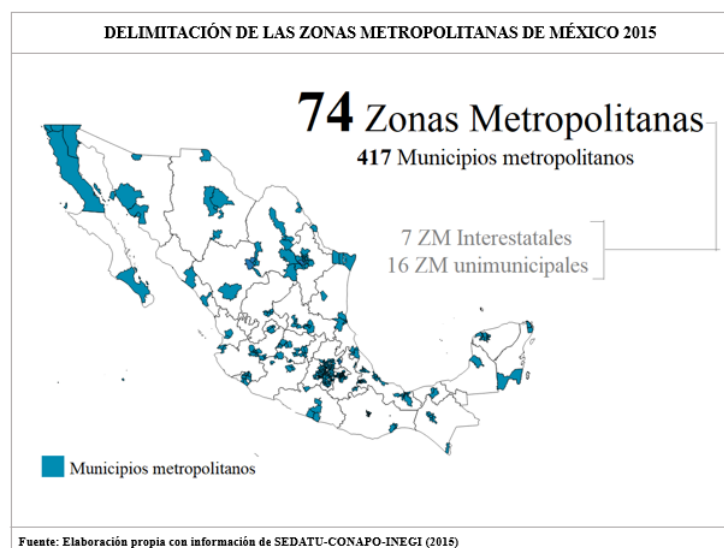 DELIMITACIÓN DE LAS ZONAS METROPOLITANAS DE MÉXICO 2015
74 Zonas Metropolitanas
417 Municipios metropolitanos
7 ZM Interestatales
16 ZM unimunicipales
Municipios metropolitanos
Fuente: Elaboración propia con información de SEDATU-CONAPO-INEGI (2015)